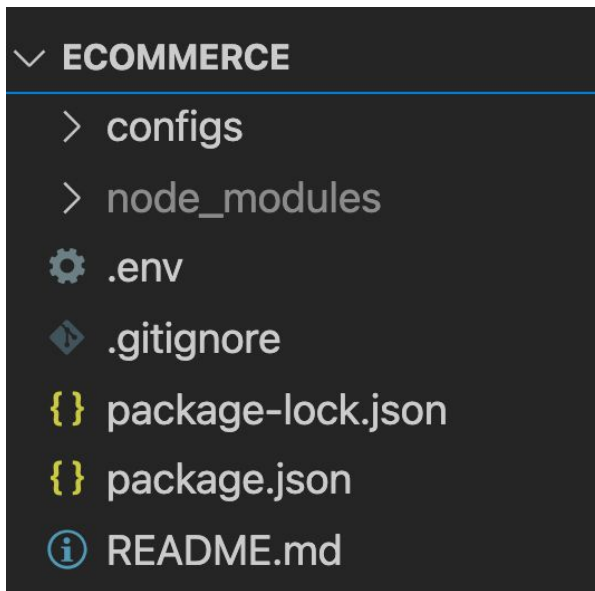 ECOMMERCE
configs
node_modules
.env
.gitignore
package-lock.json
package.json
README.md